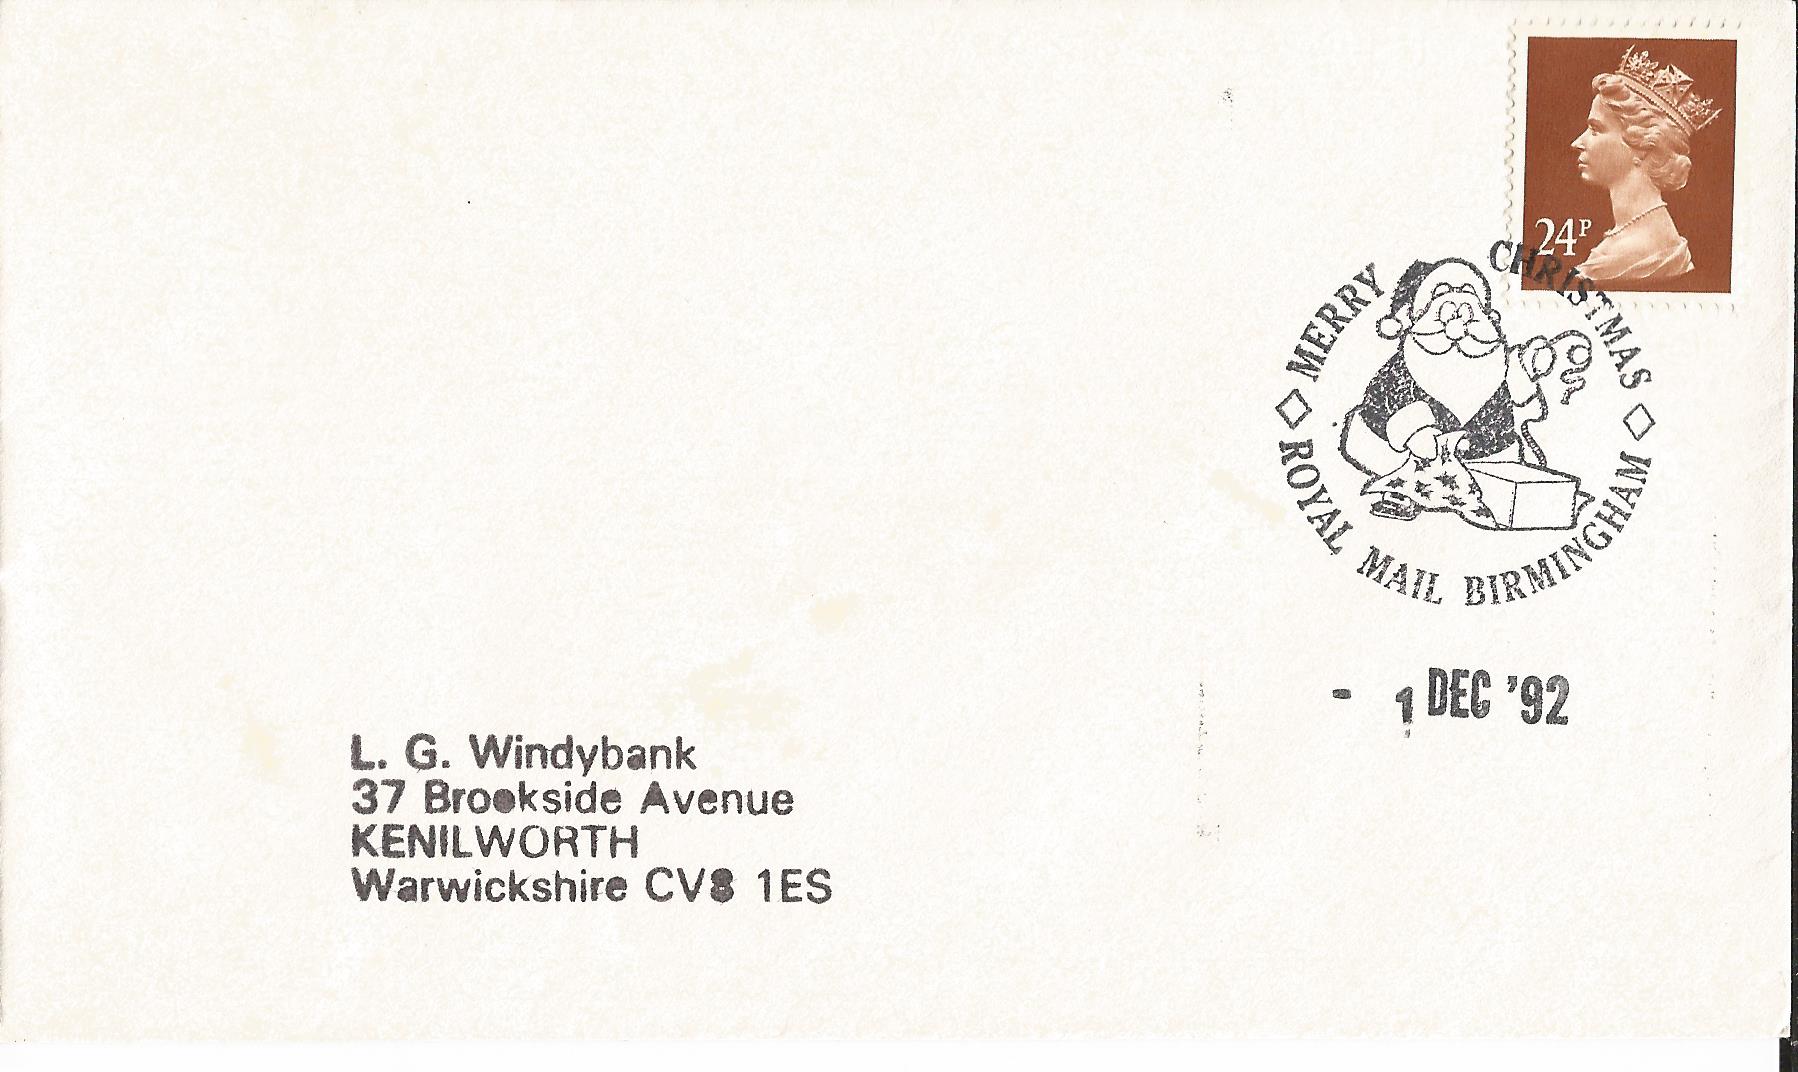 24P
MERRY CHRISTMAS
ROYAL MAIL BIRMINGHAM
- 1 DEC '92
L. G. Windybank
37 Brookside Avenue
KENILWORTH
Warwickshire CV8 1ES